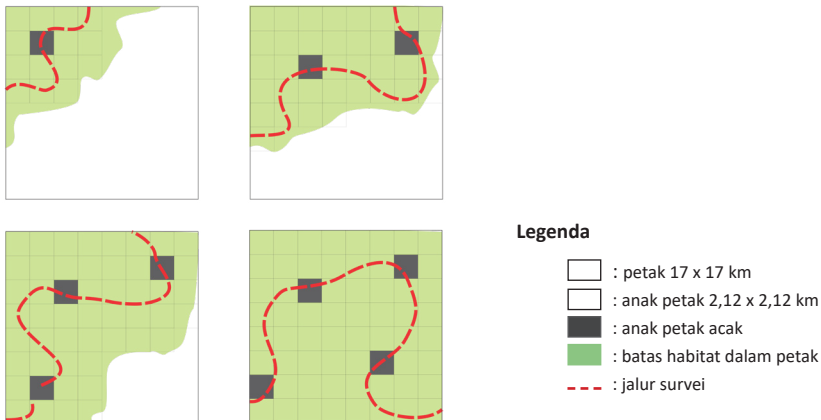 Legenda
: petak 17 x 17 km
: anak petak 2,12 x 2,12 km
: anak petak acak
: batas habitat dalam petak
: jalur survei